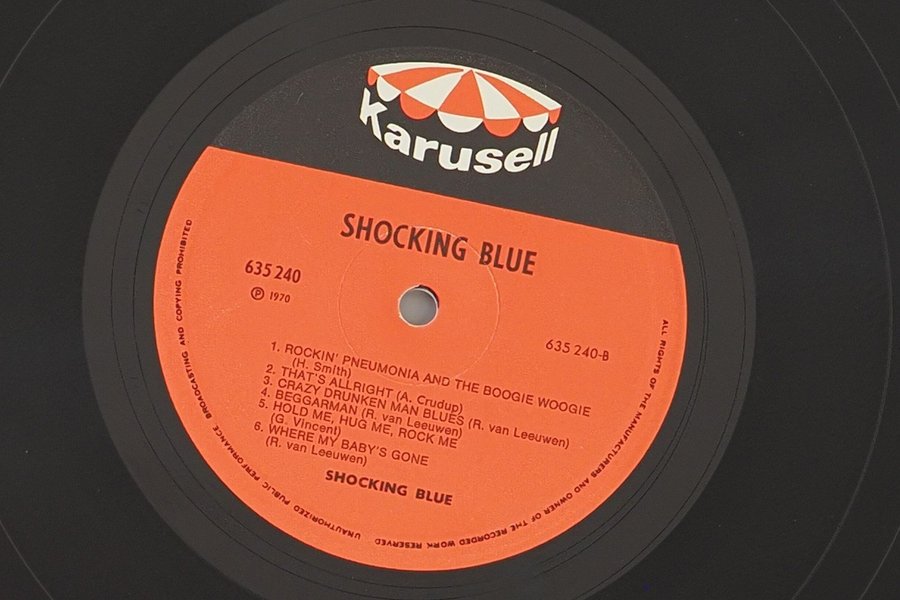 Karusell
SHOCKING BLUE
635 240
℗ 1970
635 240-B
1. ROCKIN' PNEUMONIA AND THE BOOGIE WOOGIE
(H. Smith)
2. THAT'S ALLRIGHT (A. Crudup)
3. CRAZY DRUNKEN MAN BLUES (R. van Leeuwen)
4. BEGGARMAN (R. van Leeuwen)
5. HOLD ME, HUG ME, ROCK ME
(G. Vincent)
6. WHERE MY BABY'S GONE
(R. van Leeuwen)
SHOCKING BLUE
ALL RIGHTS OF THE MANUFACTURERS AND OWNER OF THE RECORDED WORK RESERVED
UNAUTHORIZED PUBLIC PERFORMANCE BROADCASTING AND COPYING PROHIBITED